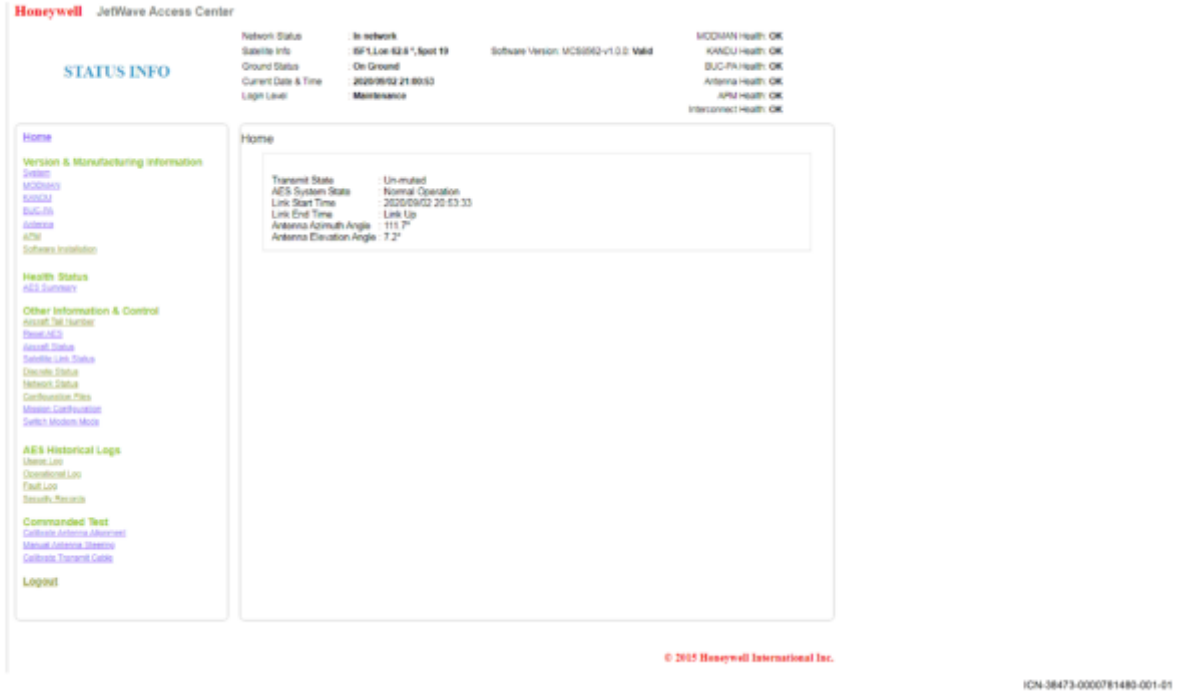 Honeywell JetWave Access Center
STATUS INFO
Network Status : In network
Satellite Info : ISF1,Lon 62.6 °,Spot 19
Ground Status : On Ground
Current Date & Time : 2020/09/02 21:00:53
Login Level : Maintenance
Software Version: MCS8562-v1.0.0: Valid
MODMAN Health: OK
KANDU Health: OK
BUC-PA Health: OK
Antenna Health: OK
APM Health: OK
Interconnect Health: OK
Home
Version & Manufacturing Information
System
MODMAN
KANDU
BUC-PA
Antenna
APM
Software Installation
Health Status
AES Summary
Other Information & Control
Aircraft Tail Number
Reset AES
Aircraft Status
Satellite Link Status
Discrete Status
Network Status
Configuration Files
Mission Configuration
Switch Modem Mode
AES Historical Logs
Usage Log
Operational Log
Fault Log
Security Records
Commanded Test
Calibrate Antenna Alignment
Manual Antenna Steering
Calibrate Transmit Cable
Logout
Home
Transmit State : Un-muted
AES System State : Normal Operation
Link Start Time : 2020/09/02 20:53:33
Link End Time : Link Up
Antenna Azimuth Angle : 111.7°
Antenna Elevation Angle : 7.2°
© 2015 Honeywell International Inc.
ICN-38473-0000781480-001-01